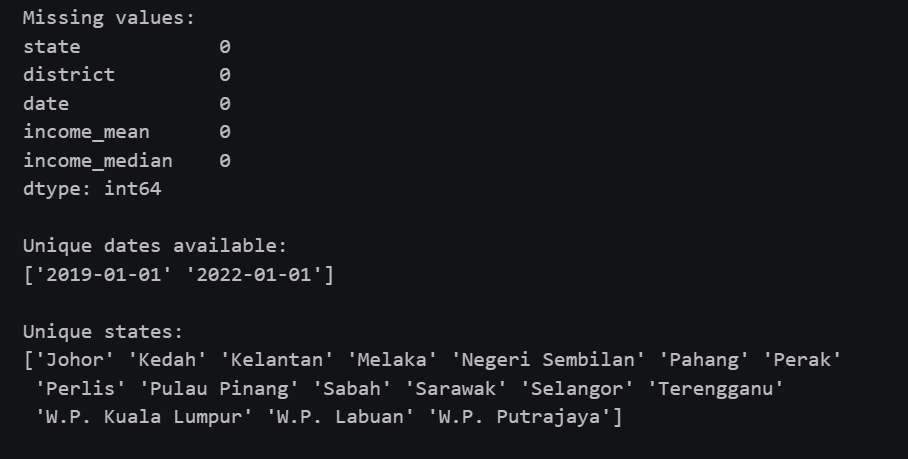 Missing values:
state             0
district          0
date              0
income_mean       0
income_median     0
dtype: int64
Unique dates available:
['2019-01-01' '2022-01-01']
Unique states:
['Johor' 'Kedah' 'Kelantan' 'Melaka' 'Negeri Sembilan' 'Pahang' 'Perak'
 'Perlis' 'Pulau Pinang' 'Sabah' 'Sarawak' 'Selangor' 'Terengganu'
 'W.P. Kuala Lumpur' 'W.P. Labuan' 'W.P. Putrajaya']